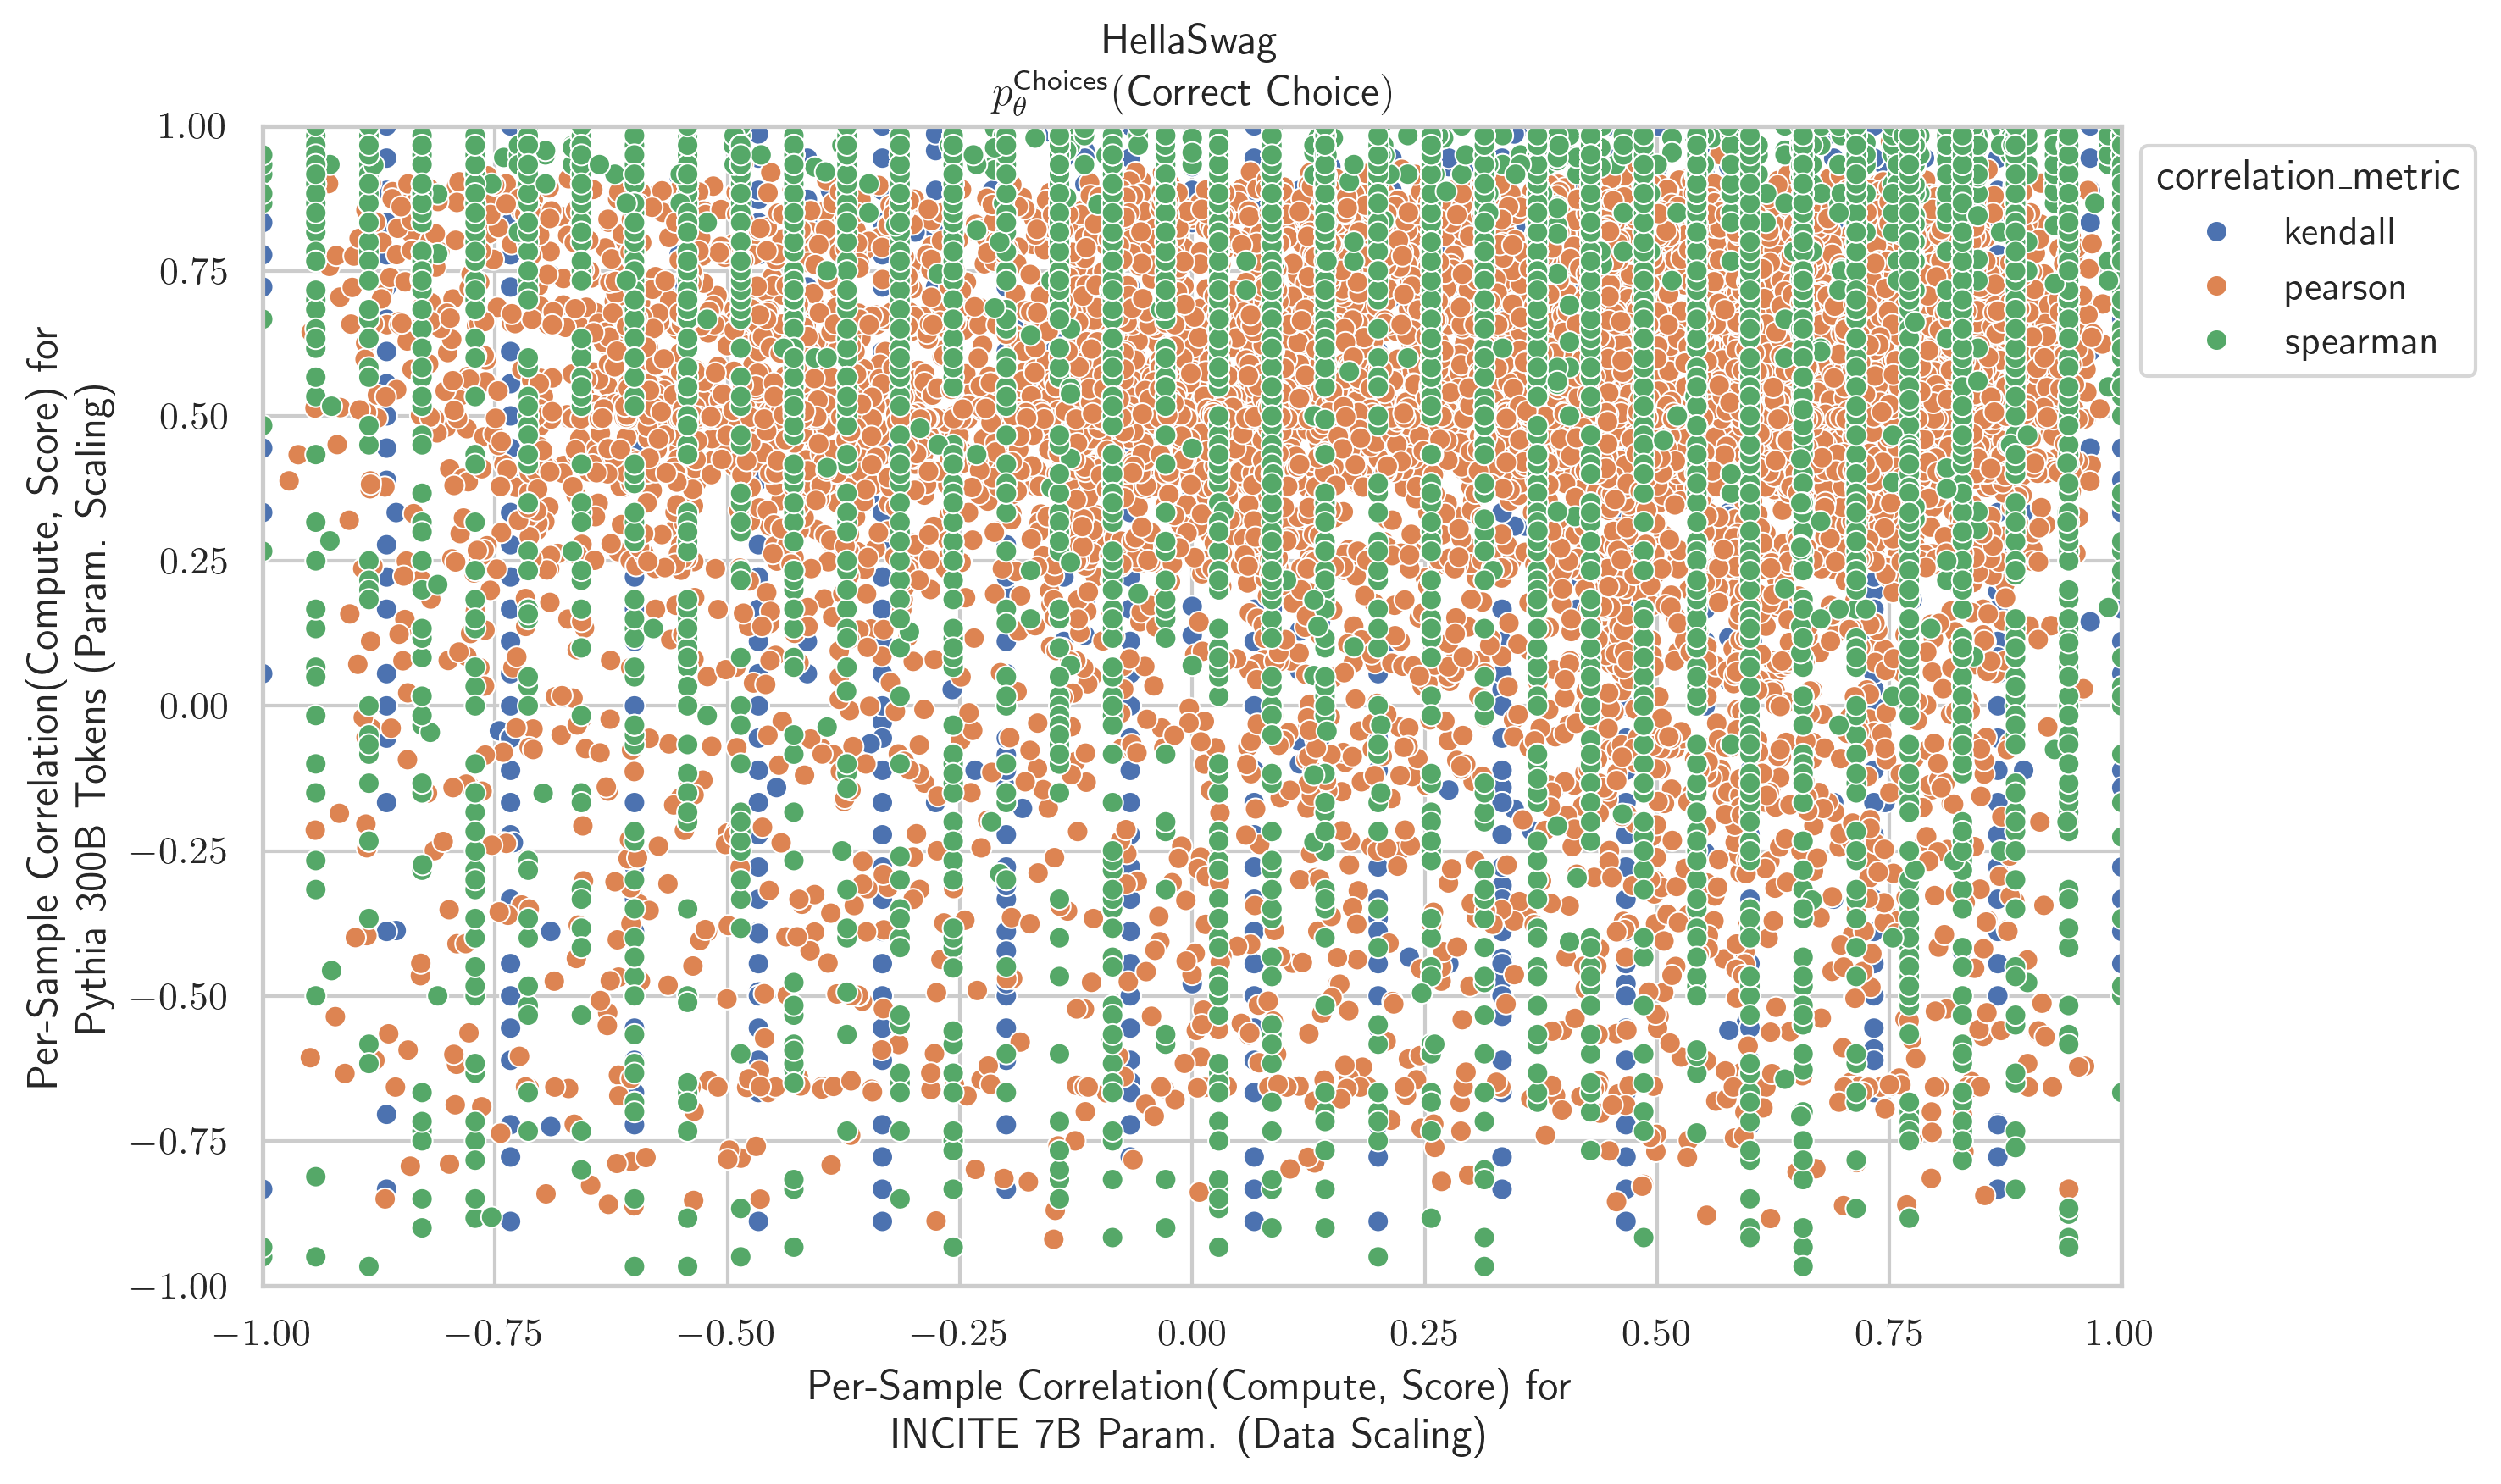 HellaSwag
p_θ^Choices(Correct Choice)
1.00
0.75
0.50
0.25
0.00
−0.25
−0.50
−0.75
−1.00
Per-Sample Correlation(Compute, Score) for
Pythia 300B Tokens (Param. Scaling)
−1.00 −0.75 −0.50 −0.25 0.00 0.25 0.50 0.75 1.00
Per-Sample Correlation(Compute, Score) for
INCITE 7B Param. (Data Scaling)
correlation_metric
kendall
pearson
spearman